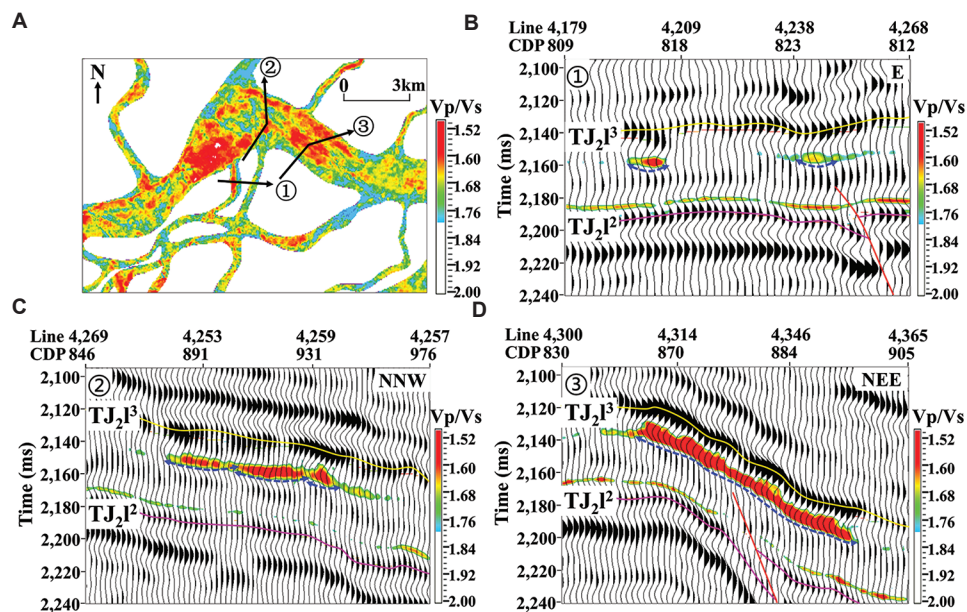 A
N
②
③
①
0 3km
Vp/Vs
1.52
1.60
1.68
1.76
1.84
1.92
2.00
B
Line 4,179 4,209 4,238 4,268
CDP 809 818 823 812
① E
Time (ms)
2,100
2,120
2,140
2,160
2,180
2,200
2,220
2,240
TJ₂l³
TJ₂l²
Vp/Vs
1.52
1.60
1.68
1.76
1.84
1.92
2.00
C
Line 4,269 4,253 4,259 4,257
CDP 846 891 931 976
② NNW
Time (ms)
2,100
2,120
2,140
2,160
2,180
2,200
2,220
2,240
TJ₂l³
TJ₂l²
Vp/Vs
1.52
1.60
1.68
1.76
1.84
1.92
2.00
D
Line 4,300 4,314 4,346 4,365
CDP 830 870 884 905
③ NEE
Time (ms)
2,100
2,120
2,140
2,160
2,180
2,200
2,220
2,240
TJ₂l³
TJ₂l²
Vp/Vs
1.52
1.60
1.68
1.76
1.84
1.92
2.00